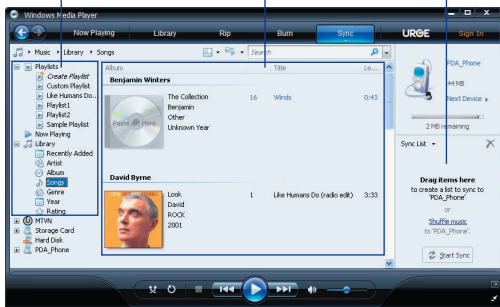 Windows Media Player
Now Playing
Library
Rip
Burn
Sync
URGE
Sign In
Music
Library
Songs
Search
Playlists
Create Playlist
Custom Playlist
Like Humans Do...
Playlist1
Playlist2
Sample Playlist
Now Playing
Library
Recently Added
Artist
Album
Songs
Genre
Year
Rating
MTVN
Storage Card
Hard Disk
PDA_Phone
Album
Title
Le...
Benjamin Winters
Paste Art Here
The Collection
16
Winds
0:43
Benjamin
Other
Unknown Year
David Byrne
Look
1
Like Humans Do (radio edit)
3:33
David
ROCK
2001
PDA_Phone
44 MB
Next Device
2 MB remaining
Sync List
Drag items here
to create a list to sync to
'PDA_Phone'
or
Shuffle music
to 'PDA_Phone'.
Start Sync